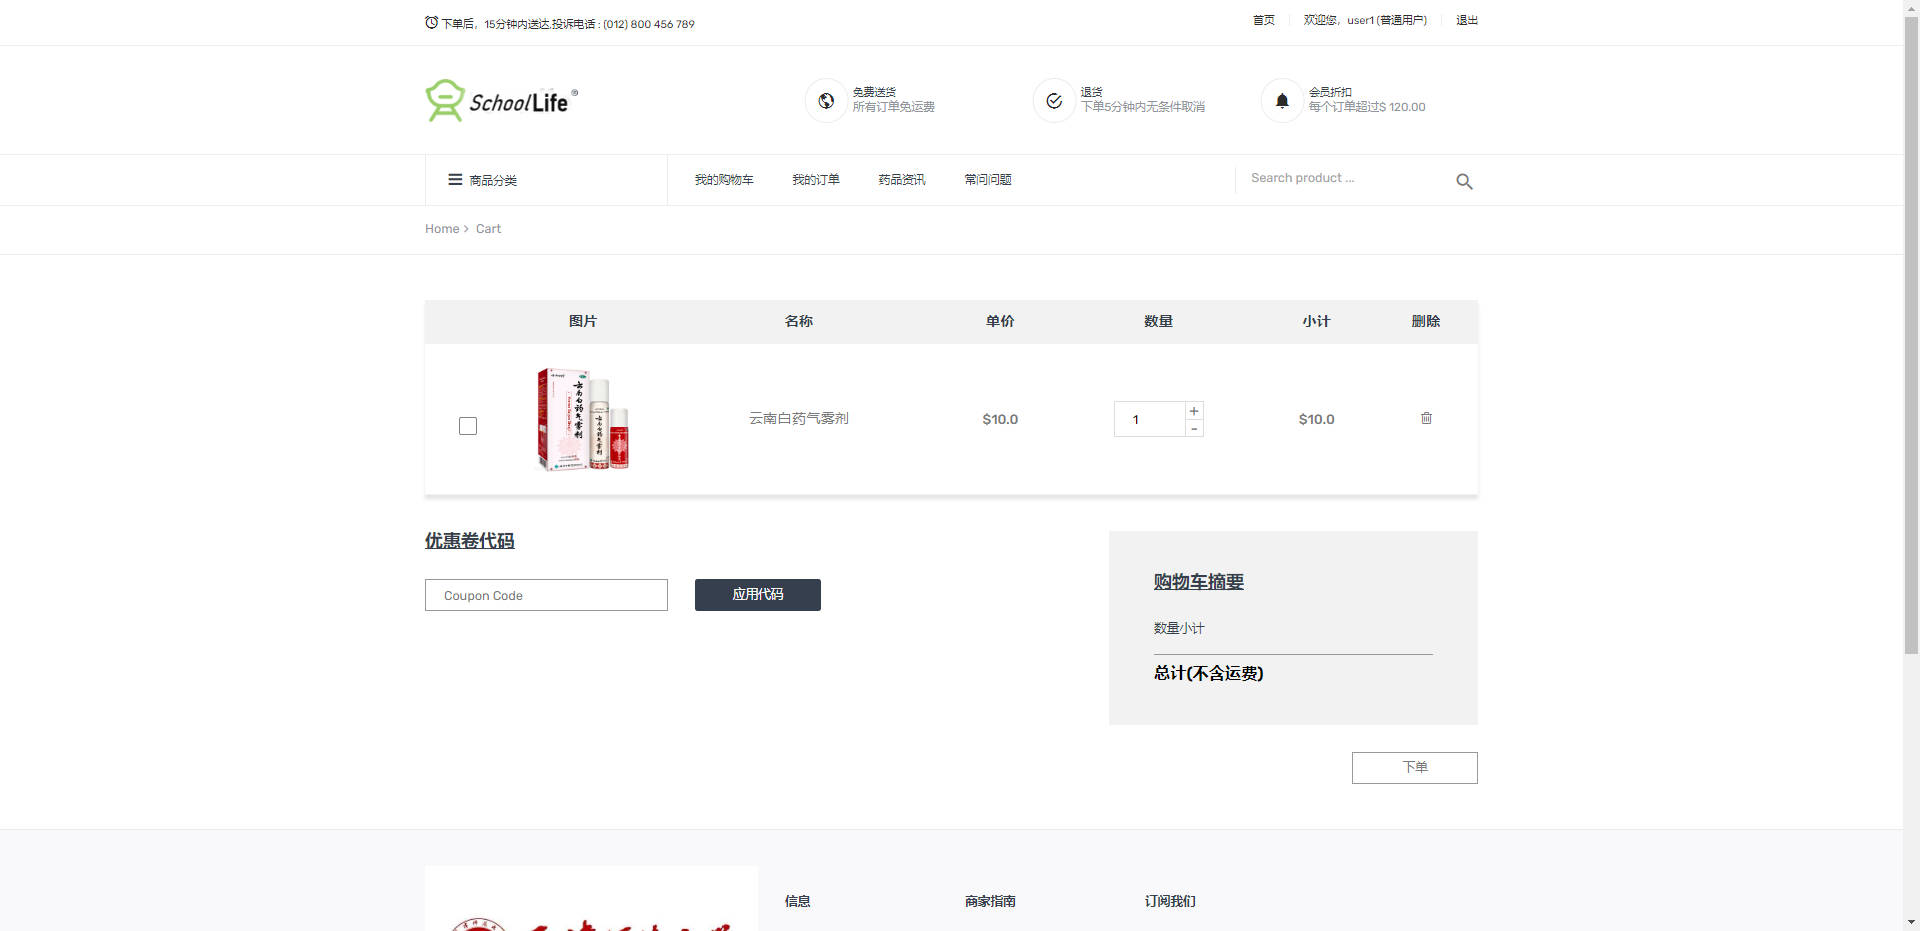 下单后，15分钟内送达,投诉电话 : (012) 800 456 789
首页
欢迎您，user1 (普通用户)
退出
SchoolLife ®
免费送货
所有订单免运费
退货
下单5分钟内无条件取消
会员折扣
每个订单超过$ 120.00
商品分类
我的购物车
我的订单
药品资讯
常问问题
Search product ...
Home > Cart
图片 名称 单价 数量 小计 删除
云南白药气雾剂
云南白药气雾剂 $10.0 1 + - $10.0
优惠卷代码
Coupon Code
应用代码
购物车摘要
数量小计
总计(不含运费)
下单
信息
商家指南
订阅我们